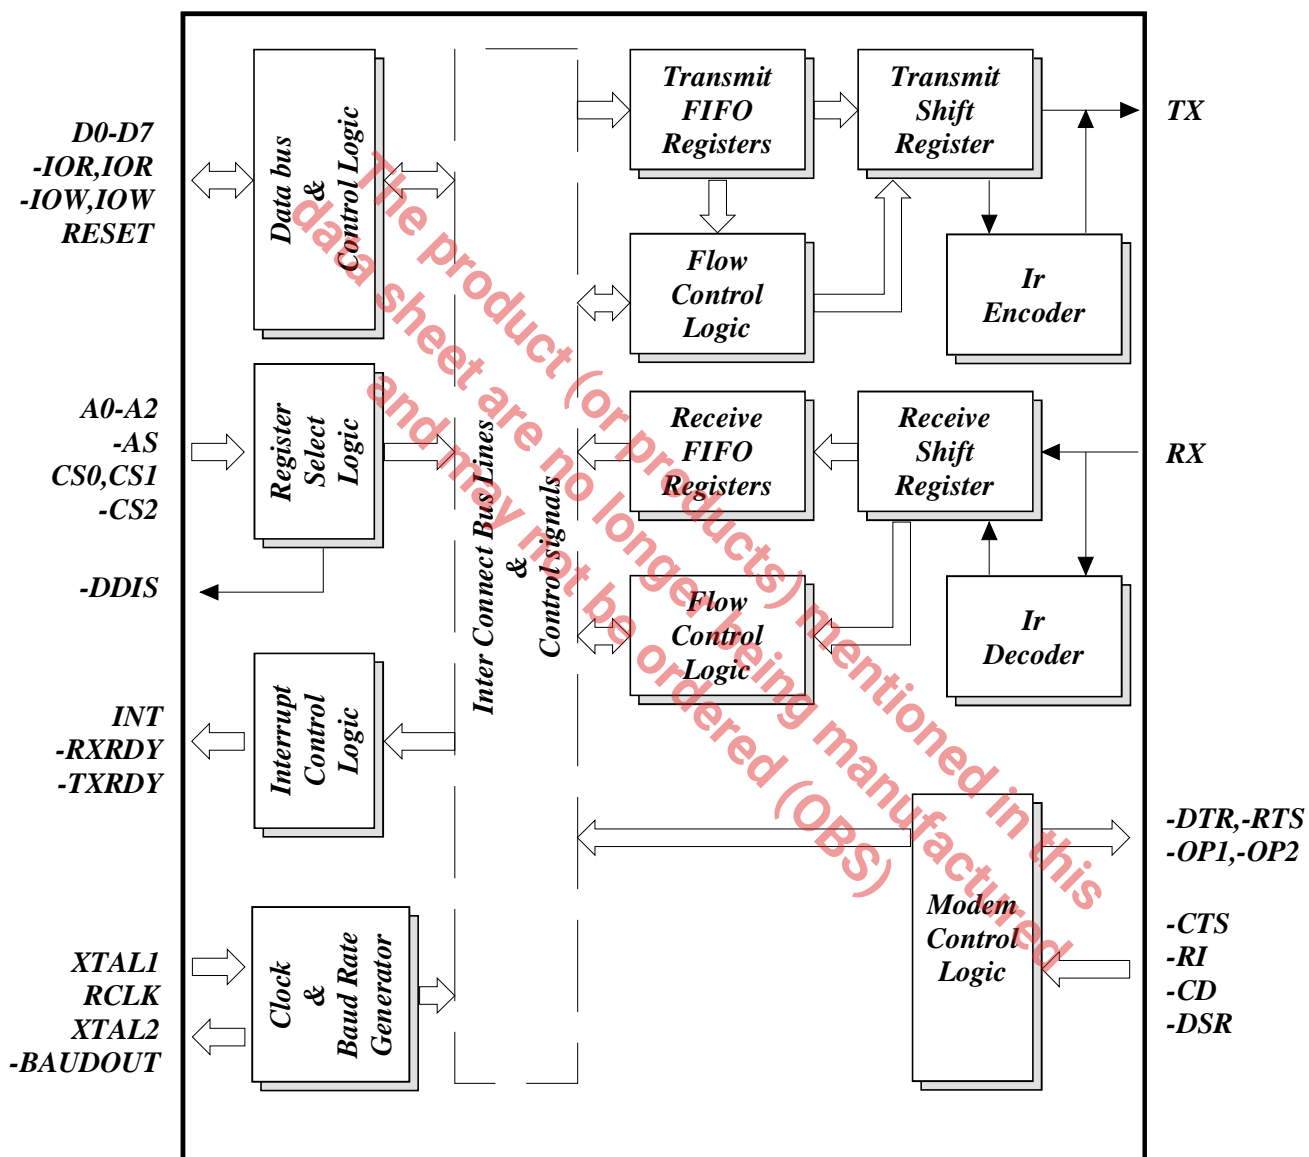 D0-D7
-IOR,IOR
-IOW,IOW
RESET
A0-A2
-AS
CS0,CS1
-CS2
-DDIS
INT
-RXRDY
-TXRDY
XTAL1
RCLK
XTAL2
-BAUDOUT
Data bus
&
Control Logic
Register
Select
Logic
Interrupt
Control
Logic
Clock
&
Baud Rate
Generator
Inter Connect Bus Lines
&
Control signals
Transmit
FIFO
Registers
Transmit
Shift
Register
Flow
Control
Logic
Ir
Encoder
Receive
FIFO
Registers
Receive
Shift
Register
Flow
Control
Logic
Ir
Decoder
Modem
Control
Logic
TX
RX
-DTR,-RTS
-OP1,-OP2
-CTS
-RI
-CD
-DSR
The product (or products) mentioned in this
data sheet are no longer being manufactured
and may not be ordered (OBS)